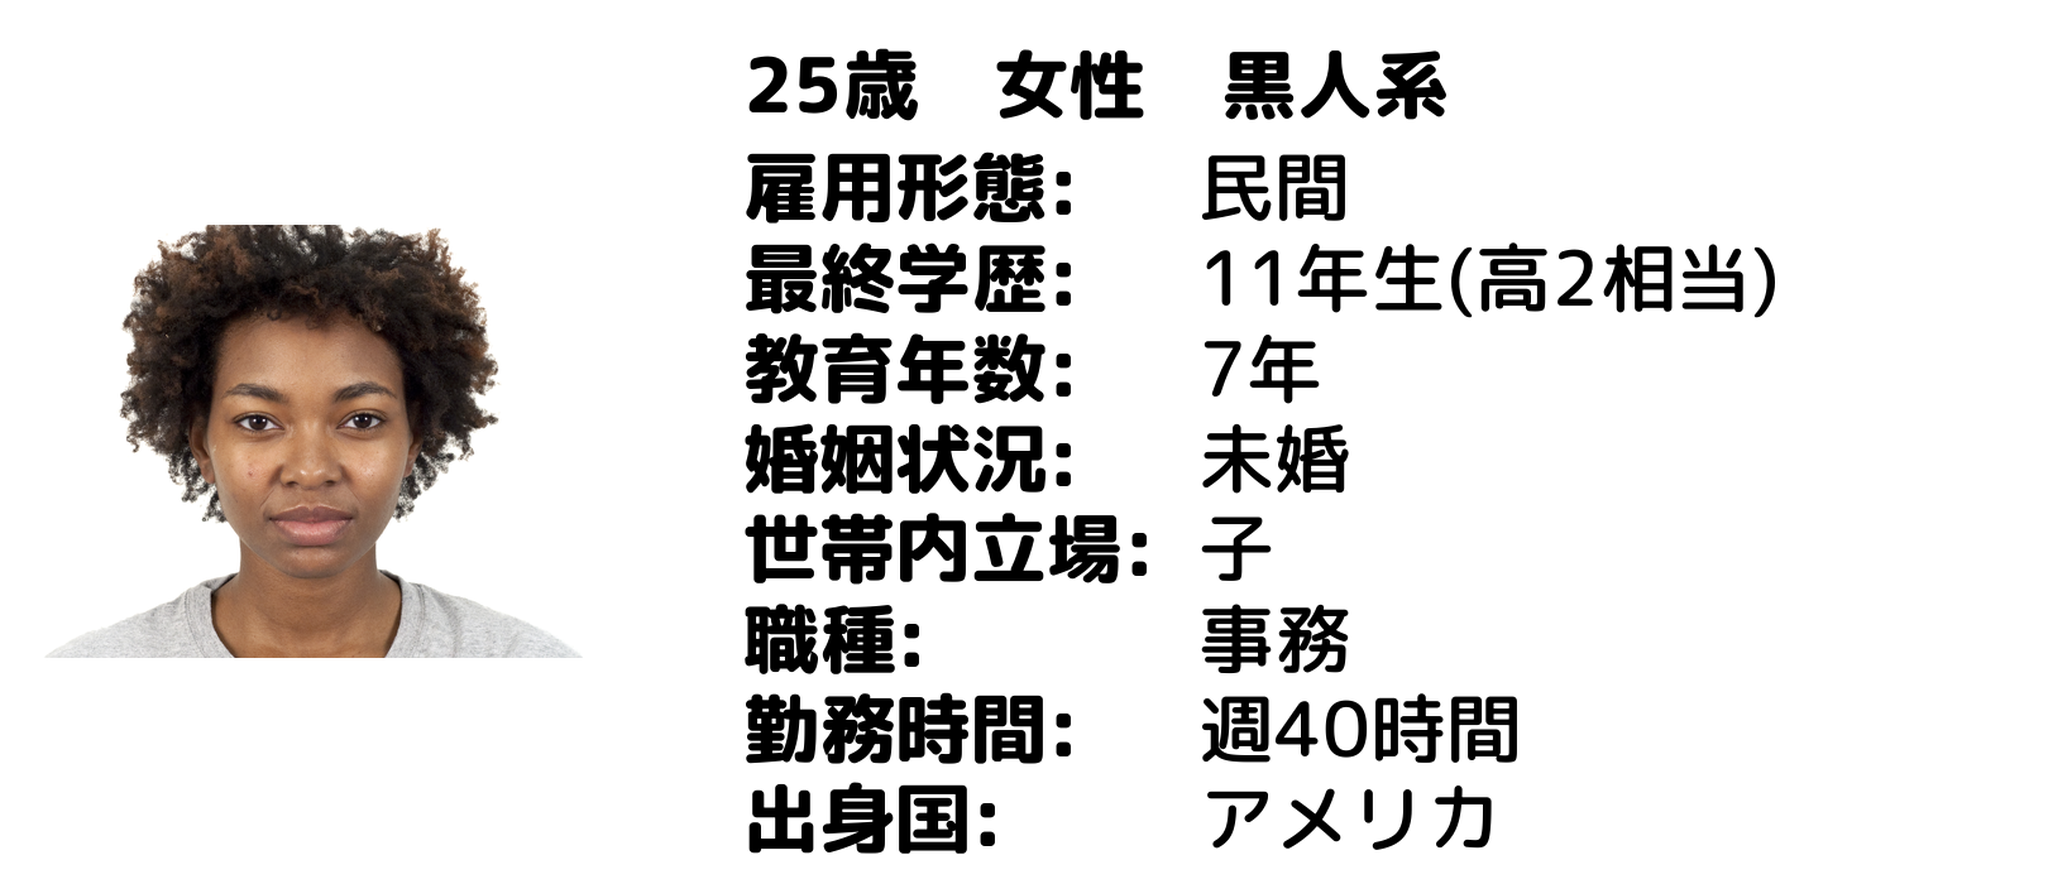 25歳　女性　黒人系
雇用形態:　民間
最終学歴:　11年生(高2相当)
教育年数:　7年
婚姻状況:　未婚
世帯内立場:　子
職種:　事務
勤務時間:　週40時間
出身国:　アメリカ